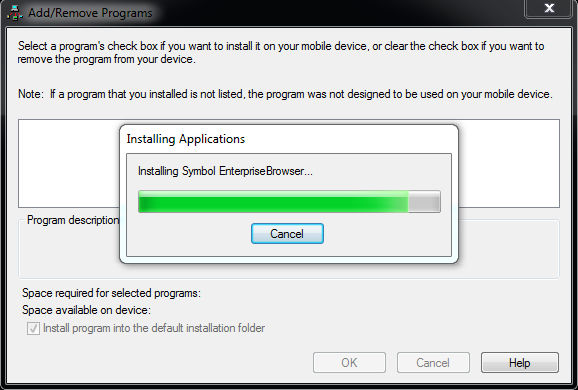 Add/Remove Programs
Select a program's check box if you want to install it on your mobile device, or clear the check box if you want to
remove the program from your device.
Note: If a program that you installed is not listed, the program was not designed to be used on your mobile device.
Installing Applications
Installing Symbol EnterpriseBrowser...
Cancel
Program description
Space required for selected programs:
Space available on device:
Install program into the default installation folder
OK
Cancel
Help